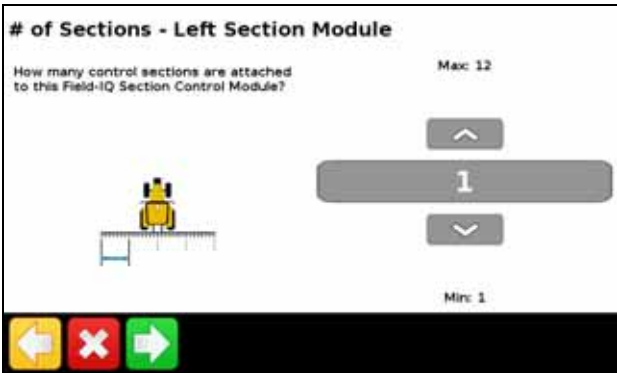 # of Sections - Left Section Module
How many control sections are attached
to this Field-IQ Section Control Module?
Max: 12
1
Min: 1